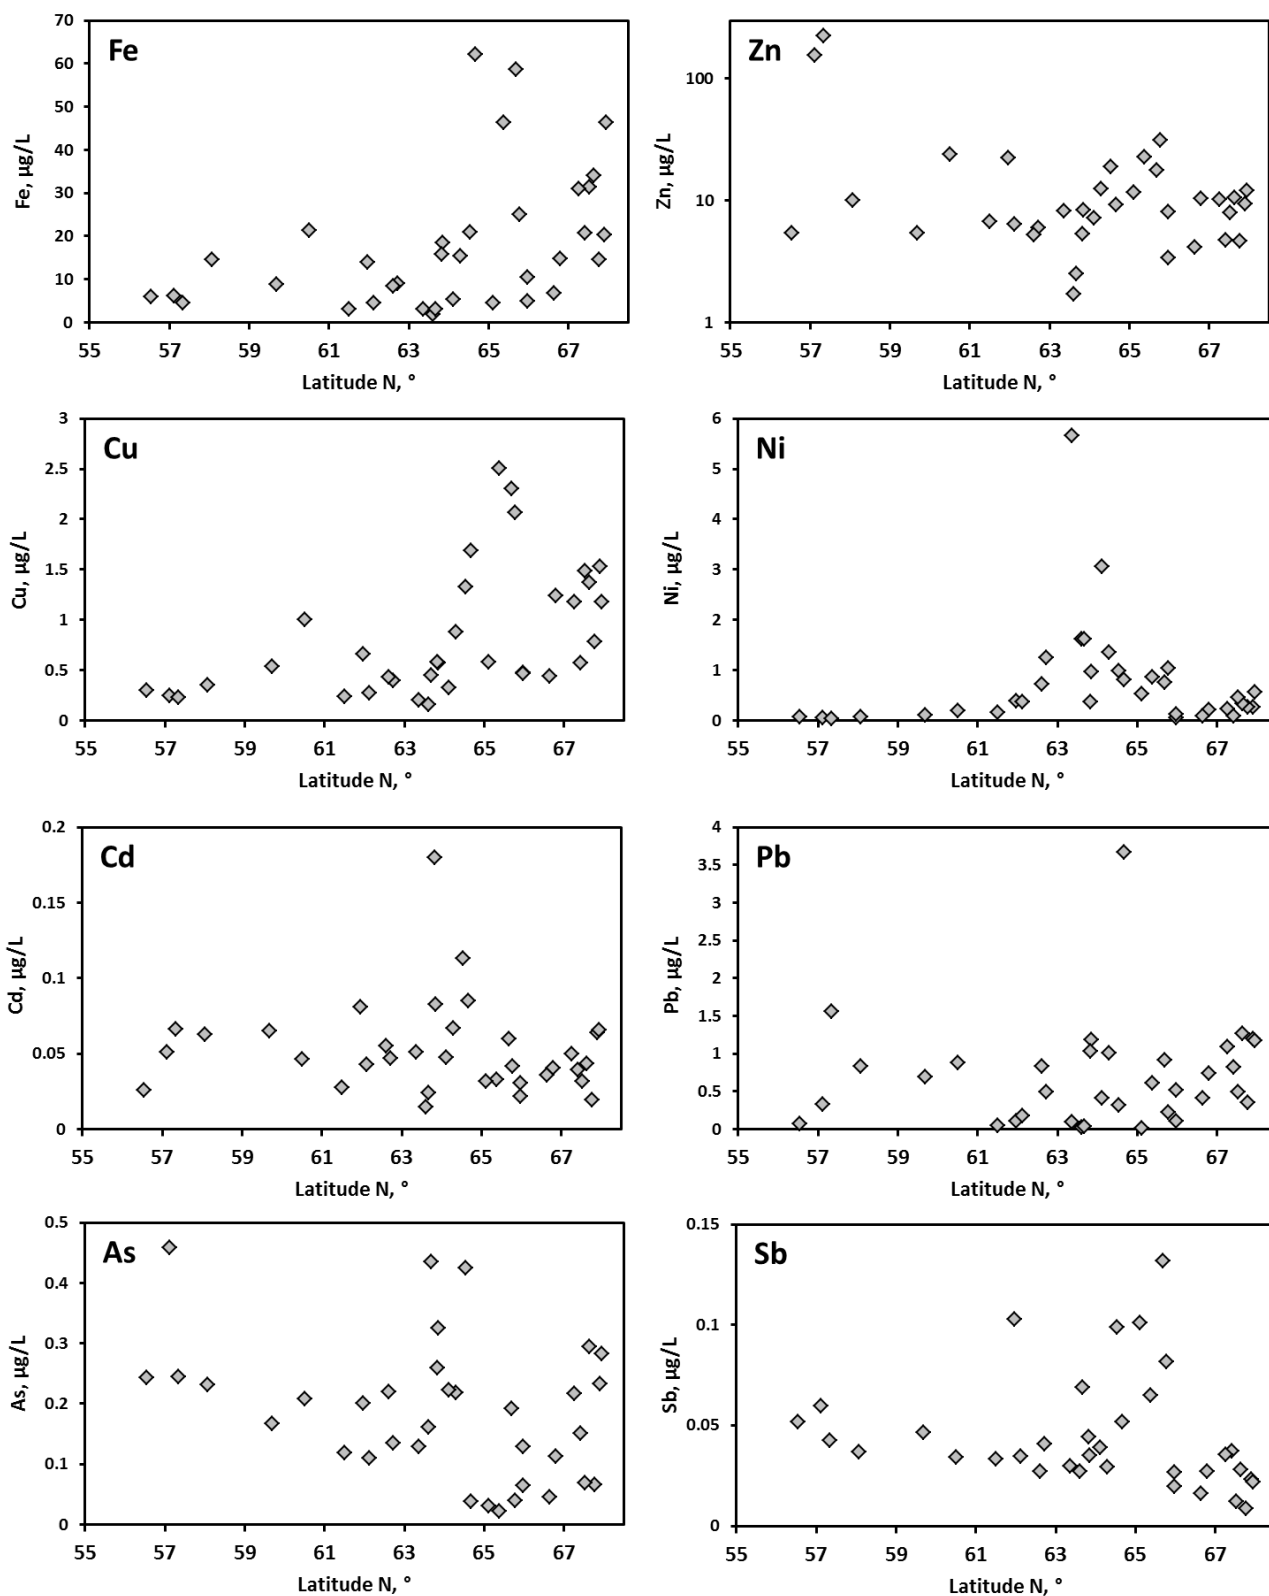 Fe
70
60
50
40
30
20
10
0
Fe, µg/L
55 57 59 61 63 65 67
Latitude N, °
Zn
100
10
1
Zn, µg/L
55 57 59 61 63 65 67
Latitude N, °
Cu
3
2.5
2
1.5
1
0.5
0
Cu, µg/L
55 57 59 61 63 65 67
Latitude N, °
Ni
6
5
4
3
2
1
0
Ni, µg/L
55 57 59 61 63 65 67
Latitude N, °
Cd
0.2
0.15
0.1
0.05
0
Cd, µg/L
55 57 59 61 63 65 67
Latitude N, °
Pb
4
3.5
3
2.5
2
1.5
1
0.5
0
Pb, µg/L
55 57 59 61 63 65 67
Latitude N, °
As
0.5
0.4
0.3
0.2
0.1
0
As, µg/L
55 57 59 61 63 65 67
Latitude N, °
Sb
0.15
0.1
0.05
0
Sb, µg/L
55 57 59 61 63 65 67
Latitude N, °